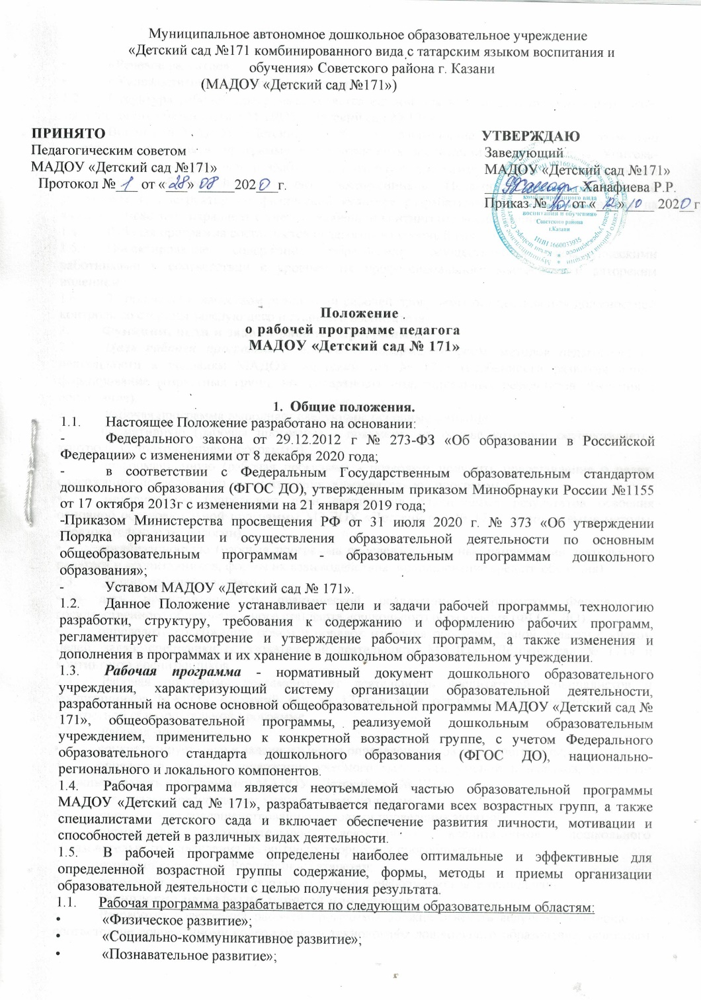 Муниципальное автономное дошкольное образовательное учреждение
«Детский сад №171 комбинированного вида с татарским языком воспитания и
обучения» Советского района г. Казани
(МАДОУ «Детский сад №171»)
ПРИНЯТО
Педагогическим советом
МАДОУ «Детский сад №171»
Протокол № 1 от «28» 08 2020 г.
УТВЕРЖДАЮ
Заведующий
МАДОУ «Детский сад №171»
Ханафиева Р.Р.
Приказ № от «12» 10 2020 г
комбинированного вида
воспитания и обучения»
Советского района
г.Казани
ИНН 1660033935
Положение
о рабочей программе педагога
МАДОУ «Детский сад № 171»
1. Общие положения.
1.1. Настоящее Положение разработано на основании:
- Федерального закона от 29.12.2012 г № 273-ФЗ «Об образовании в Российской
Федерации» с изменениями от 8 декабря 2020 года;
- в соответствии с Федеральным Государственным образовательным стандартом
дошкольного образования (ФГОС ДО), утвержденным приказом Минобрнауки России №1155
от 17 октября 2013г с изменениями на 21 января 2019 года;
-Приказом Министерства просвещения РФ от 31 июля 2020 г. № 373 «Об утверждении
Порядка организации и осуществления образовательной деятельности по основным
общеобразовательным программам - образовательным программам дошкольного
образования»;
- Уставом МАДОУ «Детский сад № 171».
1.2. Данное Положение устанавливает цели и задачи рабочей программы, технологию
разработки, структуру, требования к содержанию и оформлению рабочих программ,
регламентирует рассмотрение и утверждение рабочих программ, а также изменения и
дополнения в программах и их хранение в дошкольном образовательном учреждении.
1.3. Рабочая программа - нормативный документ дошкольного образовательного
учреждения, характеризующий систему организации образовательной деятельности,
разработанный на основе основной общеобразовательной программы МАДОУ «Детский сад №
171», общеобразовательной программы, реализуемой дошкольным образовательным
учреждением, применительно к конкретной возрастной группе, с учетом Федерального
образовательного стандарта дошкольного образования (ФГОС ДО), национально-
регионального и локального компонентов.
1.4. Рабочая программа является неотъемлемой частью образовательной программы
МАДОУ «Детский сад № 171», разрабатывается педагогами всех возрастных групп, а также
специалистами детского сада и включает обеспечение развития личности, мотивации и
способностей детей в различных видах деятельности.
1.5. В рабочей программе определены наиболее оптимальные и эффективные для
определенной возрастной группы содержание, формы, методы и приемы организации
образовательной деятельности с целью получения результата.
1.1. Рабочая программа разрабатывается по следующим образовательным областям:
• «Физическое развитие»;
• «Социально-коммуникативное развитие»;
• «Познавательное развитие»;